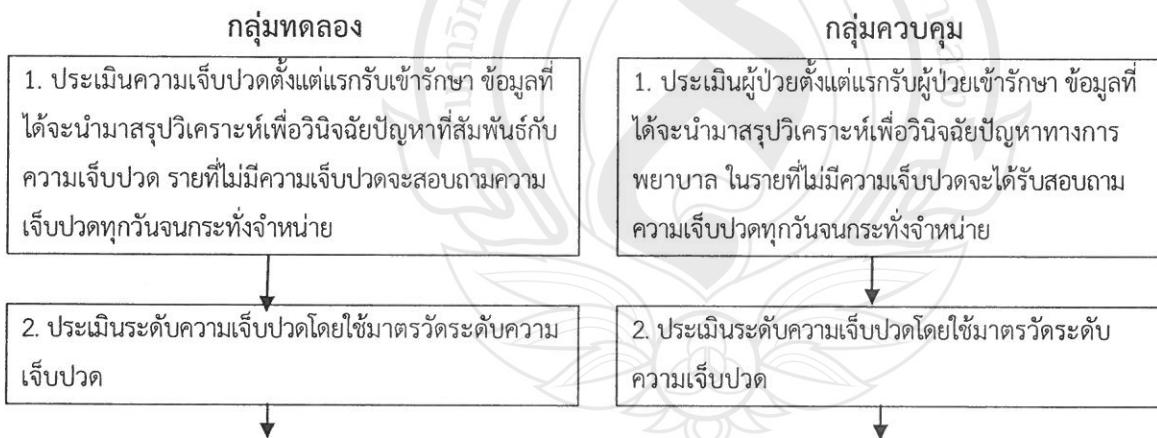 กลุ่มทดลอง
1. ประเมินความเจ็บปวดตั้งแต่แรกรับเข้ารักษา ข้อมูลที่
ได้จะนำมาสรุปวิเคราะห์เพื่อวินิจฉัยปัญหาที่สัมพันธ์กับ
ความเจ็บปวด รายที่ไม่มีความเจ็บปวดจะสอบถามความ
เจ็บปวดทุกวันจนกระทั่งจำหน่าย
2. ประเมินระดับความเจ็บปวดโดยใช้มาตรวัดระดับความ
เจ็บปวด
กลุ่มควบคุม
1. ประเมินผู้ป่วยตั้งแต่แรกรับผู้ป่วยเข้ารักษา ข้อมูลที่
ได้จะนำมาสรุปวิเคราะห์เพื่อวินิจฉัยปัญหาทางการ
พยาบาล ในรายที่ไม่มีความเจ็บปวดจะได้รับสอบถาม
ความเจ็บปวดทุกวันจนกระทั่งจำหน่าย
2. ประเมินระดับความเจ็บปวดโดยใช้มาตรวัดระดับ
ความเจ็บปวด